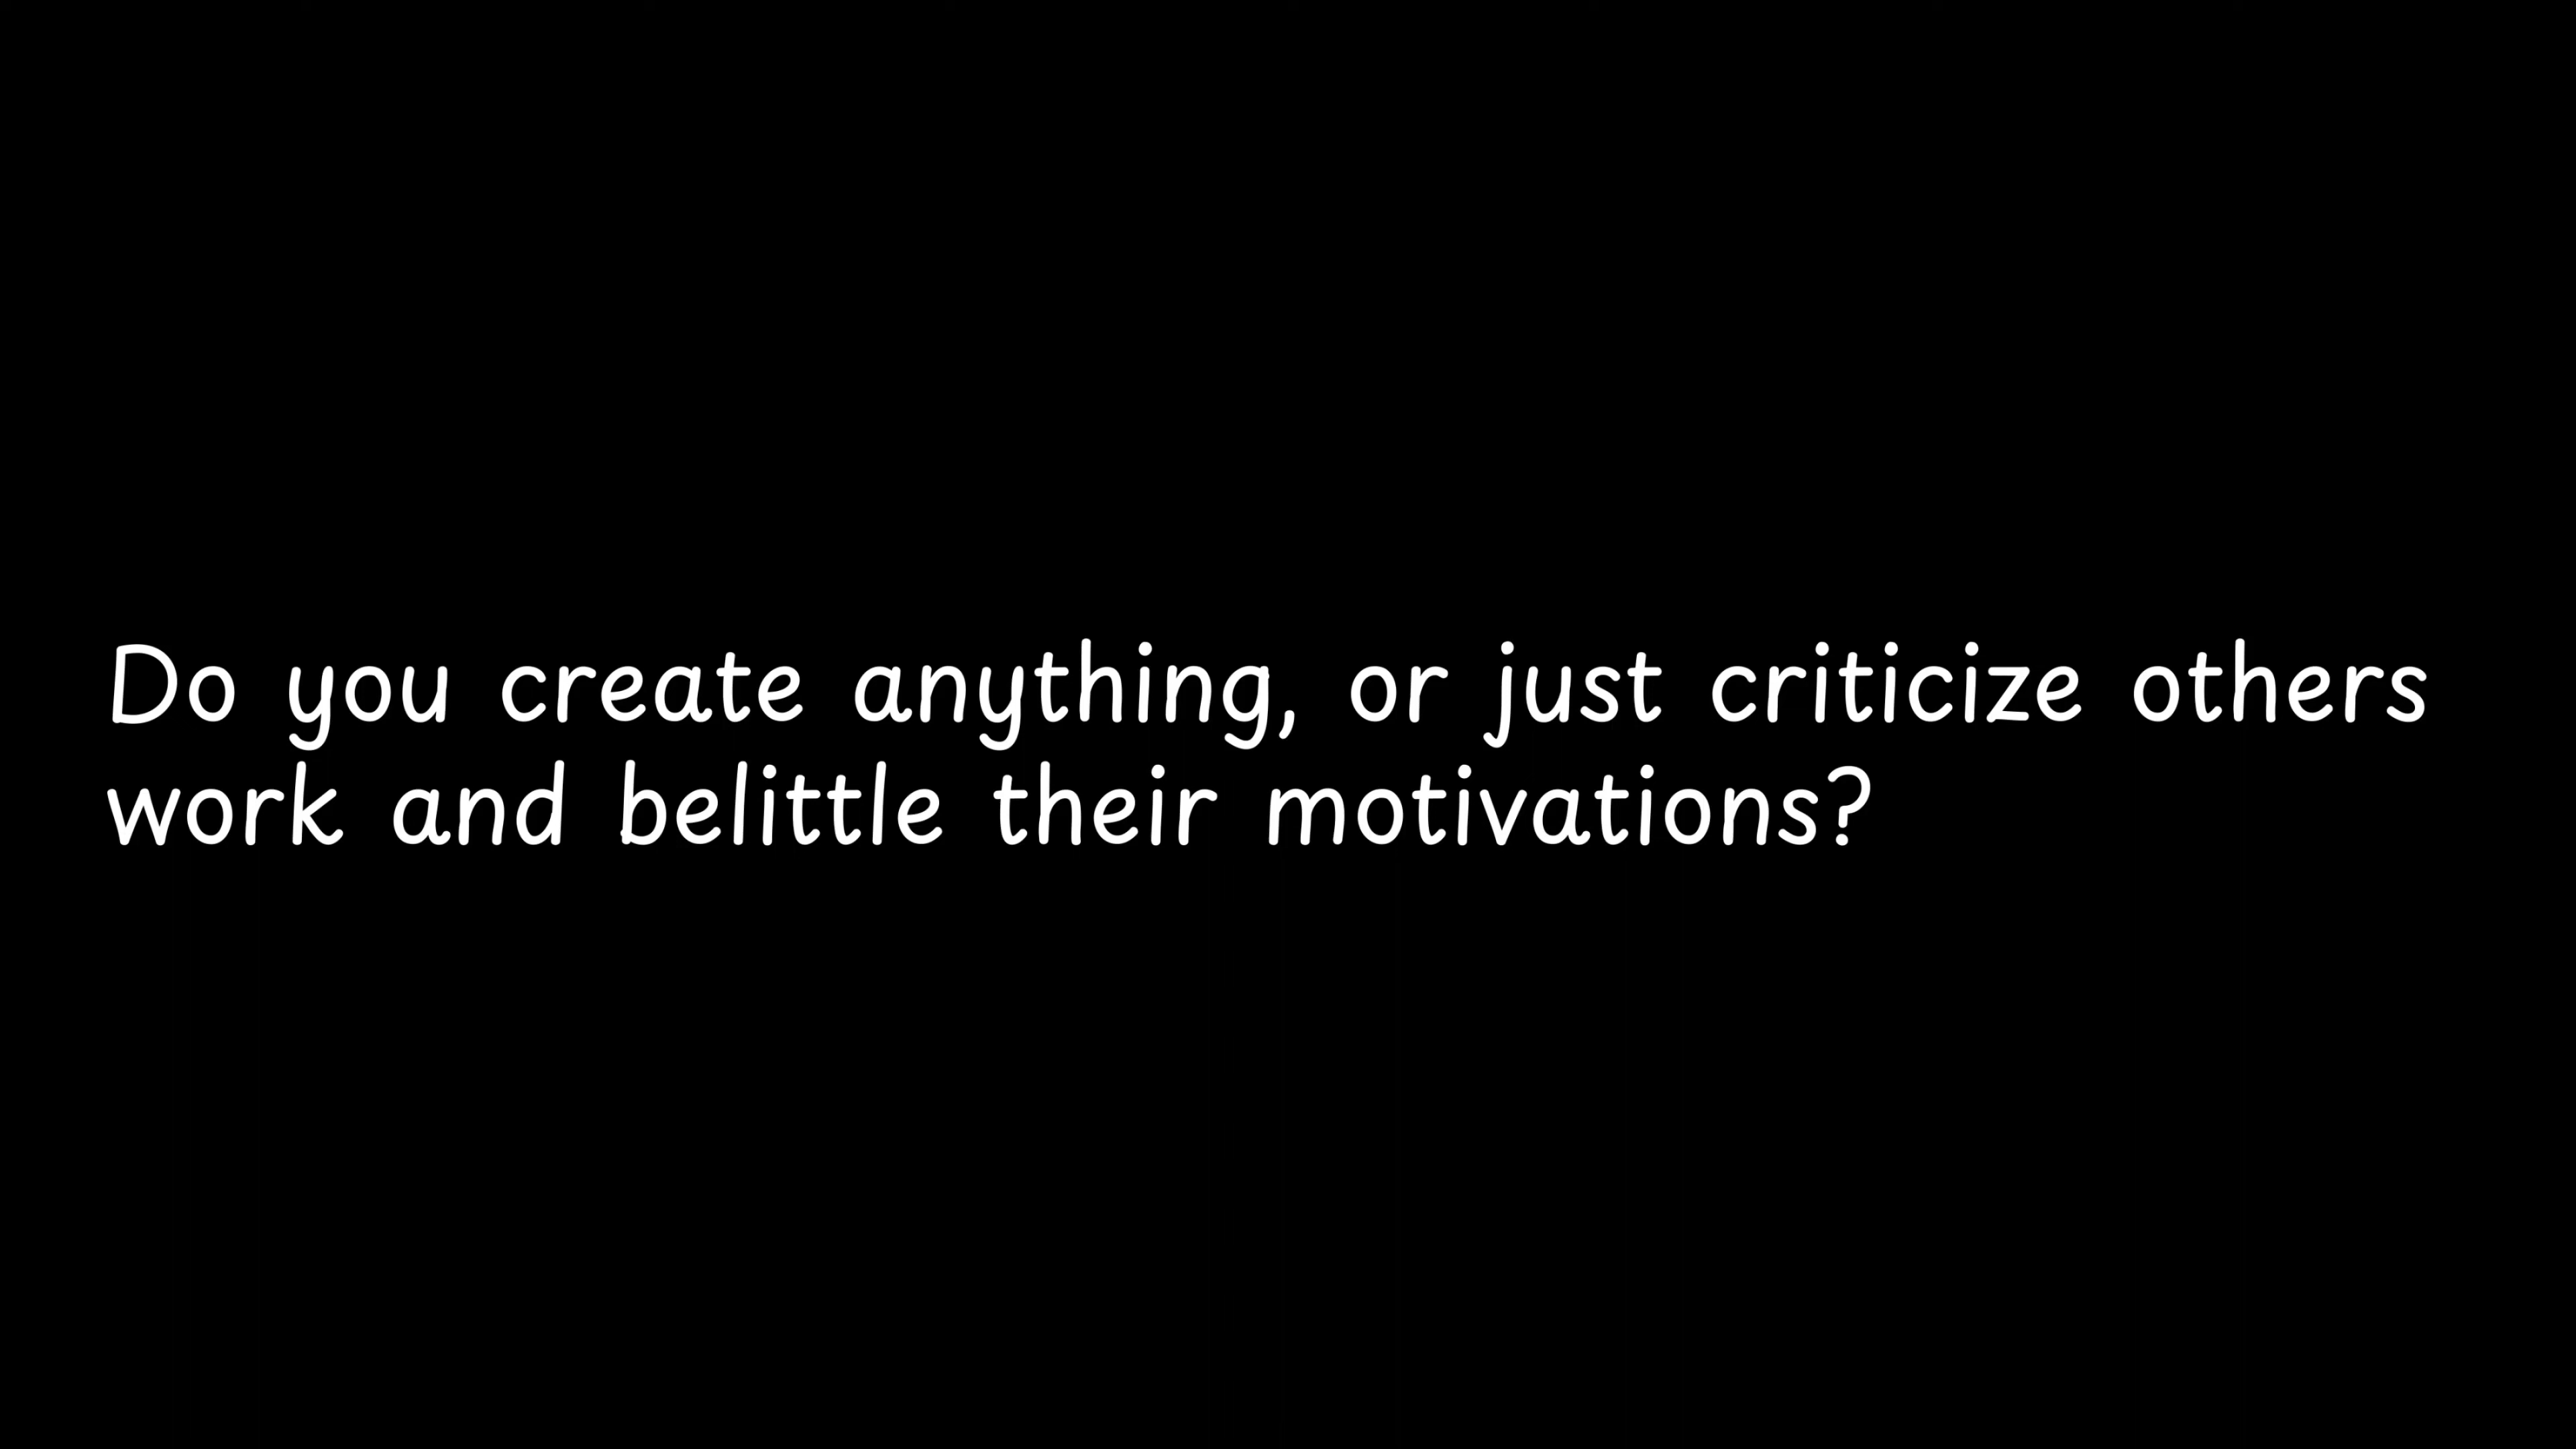 Do you create anything, or just criticize others
work and belittle their motivations?